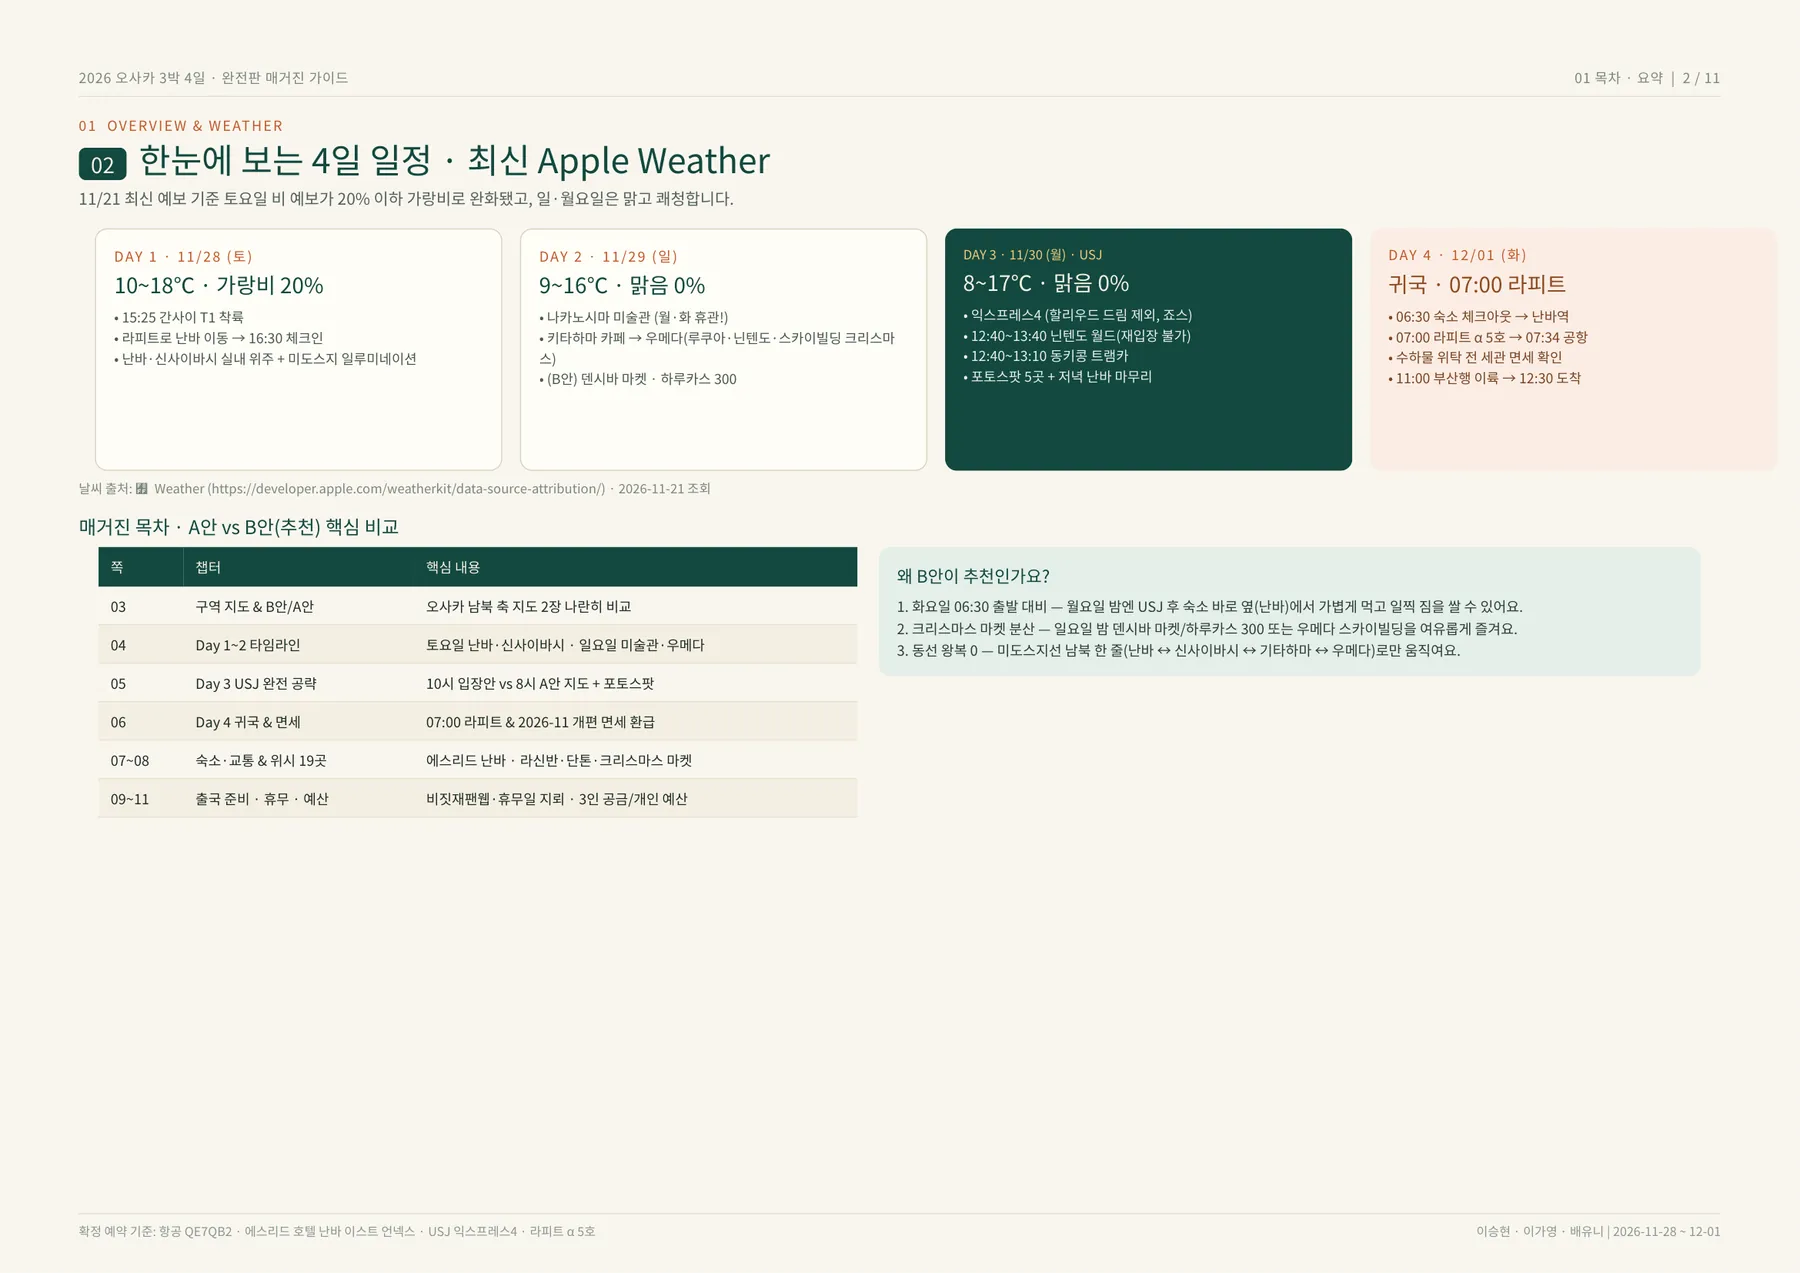 2026 오사카 3박 4일 · 완전판 매거진 가이드
01 목차 · 요약 | 2 / 11
01 OVERVIEW & WEATHER
02 한눈에 보는 4일 일정 · 최신 Apple Weather
11/21 최신 예보 기준 토요일 비 예보가 20% 이하 가랑비로 완화됐고, 일·월요일은 맑고 쾌청합니다.
DAY 1 · 11/28 (토)
10~18℃ · 가랑비 20%
• 15:25 간사이 T1 착륙
• 라피트로 난바 이동 → 16:30 체크인
• 난바·신사이바시 실내 위주 + 미도스지 일루미네이션
DAY 2 · 11/29 (일)
9~16℃ · 맑음 0%
• 나카노시마 미술관 (월·화 휴관!)
• 키타하마 카페 → 우메다(루쿠아·닌텐도·스카이빌딩 크리스마
스)
• (B안) 덴시바 마켓 · 하루카스 300
DAY 3 · 11/30 (월) · USJ
8~17℃ · 맑음 0%
• 익스프레스4 (할리우드 드림 제외, 죠스)
• 12:40~13:40 닌텐도 월드(재입장 불가)
• 12:40~13:10 동키콩 트램카
• 포토스팟 5곳 + 저녁 난바 마무리
DAY 4 · 12/01 (화)
귀국 · 07:00 라피트
• 06:30 숙소 체크아웃 → 난바역
• 07:00 라피트 α 5호 → 07:34 공항
• 수하물 위탁 전 세관 면세 확인
• 11:00 부산행 이륙 → 12:30 도착
날씨 출처: Weather (https://developer.apple.com/weatherkit/data-source-attribution/) · 2026-11-21 조회
매거진 목차 · A안 vs B안(추천) 핵심 비교
쪽 챕터 핵심 내용
03 구역 지도 & B안/A안 오사카 남북 축 지도 2장 나란히 비교
04 Day 1~2 타임라인 토요일 난바·신사이바시 · 일요일 미술관·우메다
05 Day 3 USJ 완전 공략 10시 입장안 vs 8시 A안 지도 + 포토스팟
06 Day 4 귀국 & 면세 07:00 라피트 & 2026-11 개편 면세 환급
07~08 숙소·교통 & 위시 19곳 에스리드 난바 · 라신반·단톤·크리스마스 마켓
09~11 출국 준비 · 휴무 · 예산 비짓재팬웹·휴무일 지뢰 · 3인 공금/개인 예산
왜 B안이 추천인가요?
1. 화요일 06:30 출발 대비 — 월요일 밤엔 USJ 후 숙소 바로 옆(난바)에서 가볍게 먹고 일찍 짐을 쌀 수 있어요.
2. 크리스마스 마켓 분산 — 일요일 밤 덴시바 마켓/하루카스 300 또는 우메다 스카이빌딩을 여유롭게 즐겨요.
3. 동선 왕복 0 — 미도스지선 남북 한 줄(난바 ↔ 신사이바시 ↔ 기타하마 ↔ 우메다)로만 움직여요.
확정 예약 기준: 항공 QE7QB2 · 에스리드 호텔 난바 이스트 언넥스 · USJ 익스프레스4 · 라피트 α 5호
이승현 · 이가영 · 배유니 | 2026-11-28 ~ 12-01